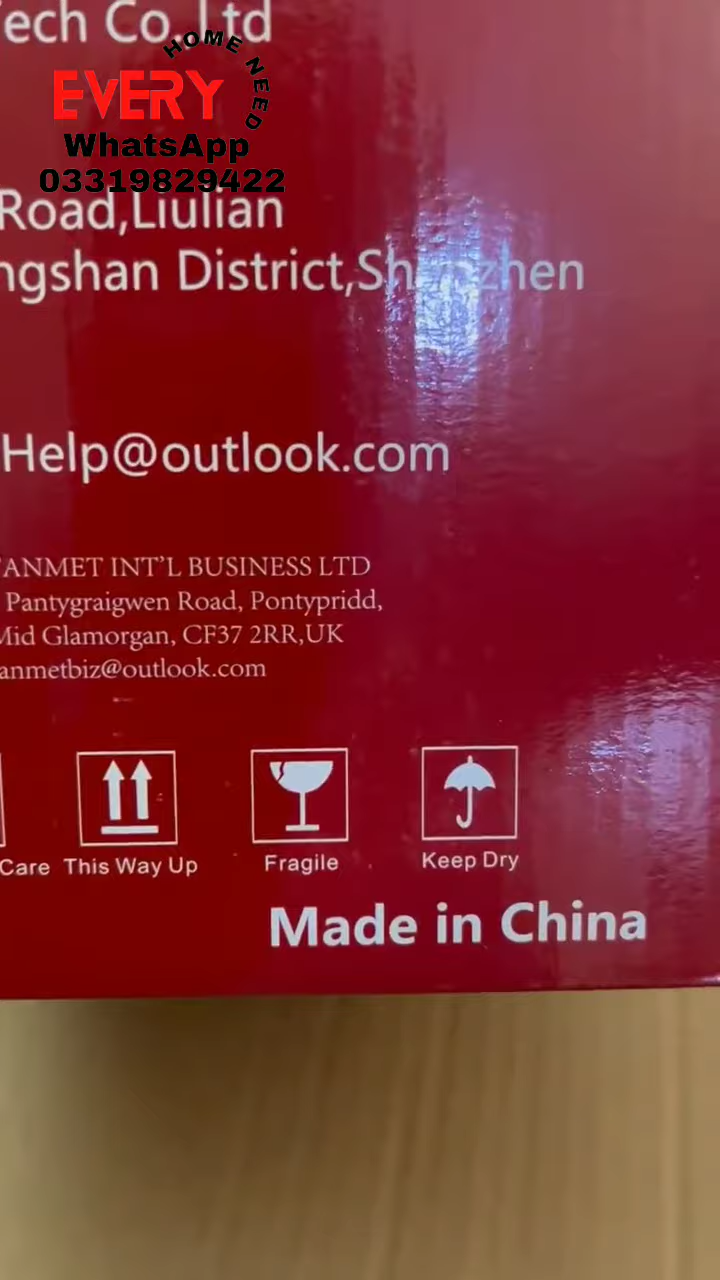 ech Co.,Ltd
HOME NEED
EVERY
WhatsApp
03319829422
Road,Liulian
ngshan District,Shenzhen
Help@outlook.com
ANMET INT'L BUSINESS LTD
Pantygraigwen Road, Pontypridd,
Mid Glamorgan, CF37 2RR,UK
anmetbiz@outlook.com
Care This Way Up Fragile Keep Dry
Made in China